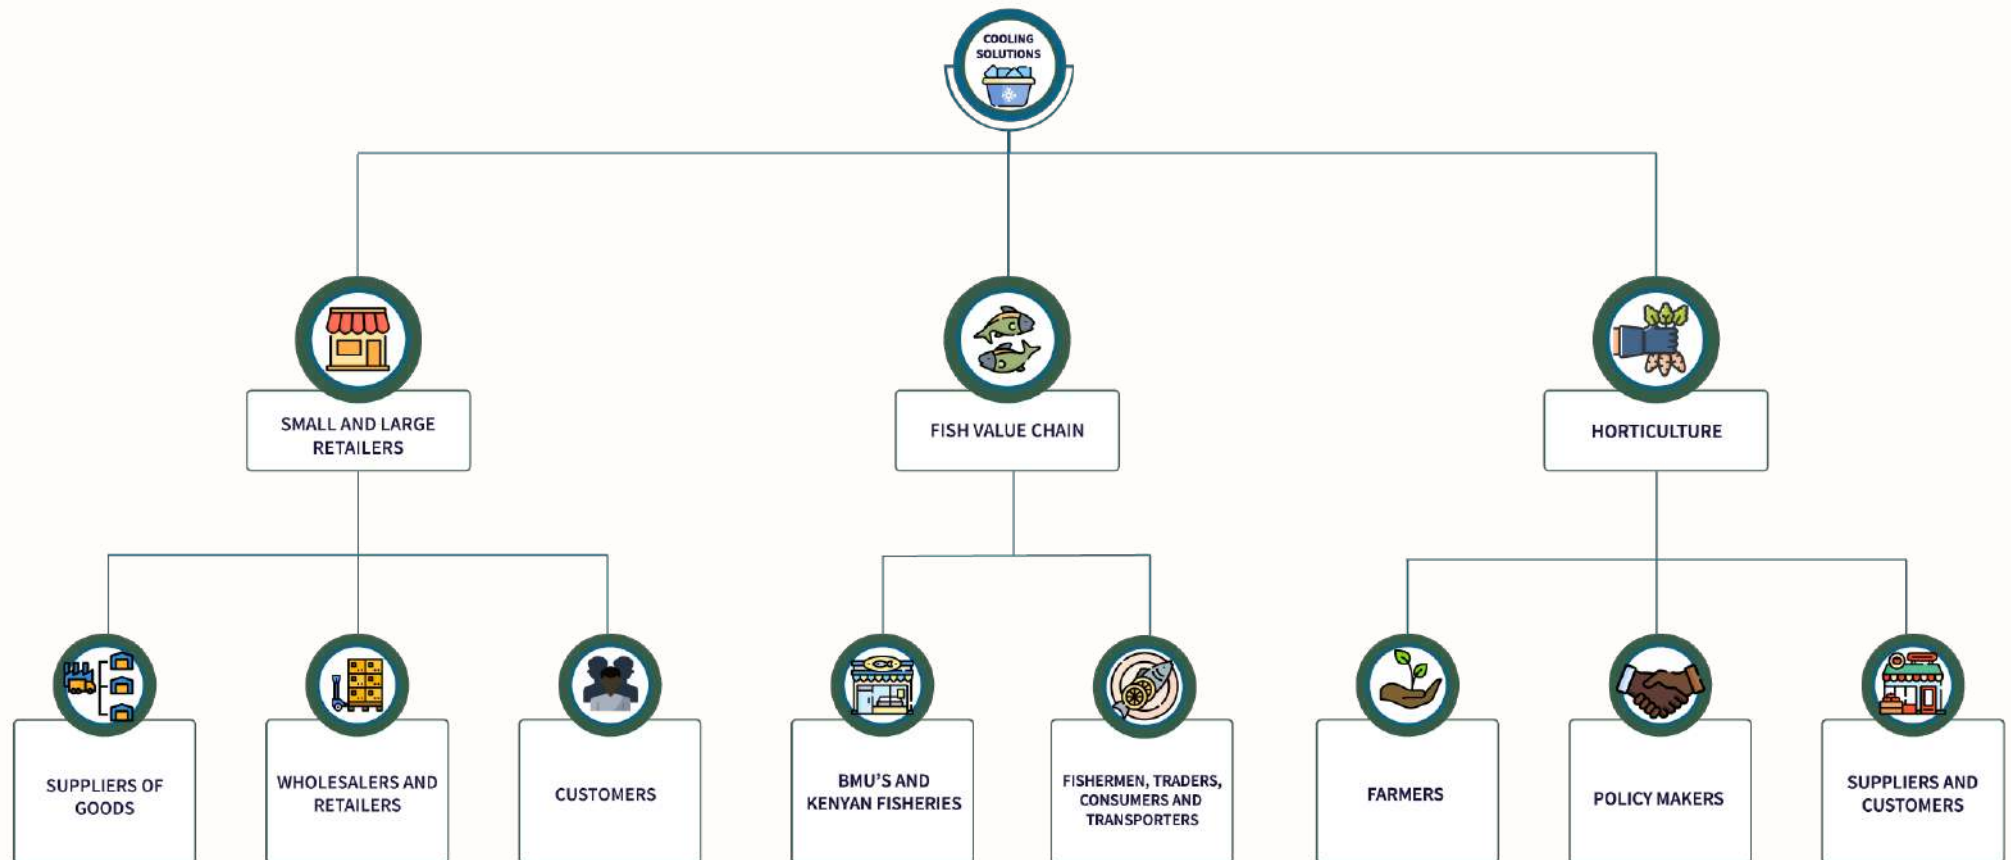 COOLING
SOLUTIONS
SMALL AND LARGE
RETAILERS
FISH VALUE CHAIN
HORTICULTURE
SUPPLIERS OF
GOODS
WHOLESALERS AND
RETAILERS
CUSTOMERS
BMU'S AND
KENYAN FISHERIES
FISHERMEN, TRADERS,
CONSUMERS AND
TRANSPORTERS
FARMERS
POLICY MAKERS
SUPPLIERS AND
CUSTOMERS